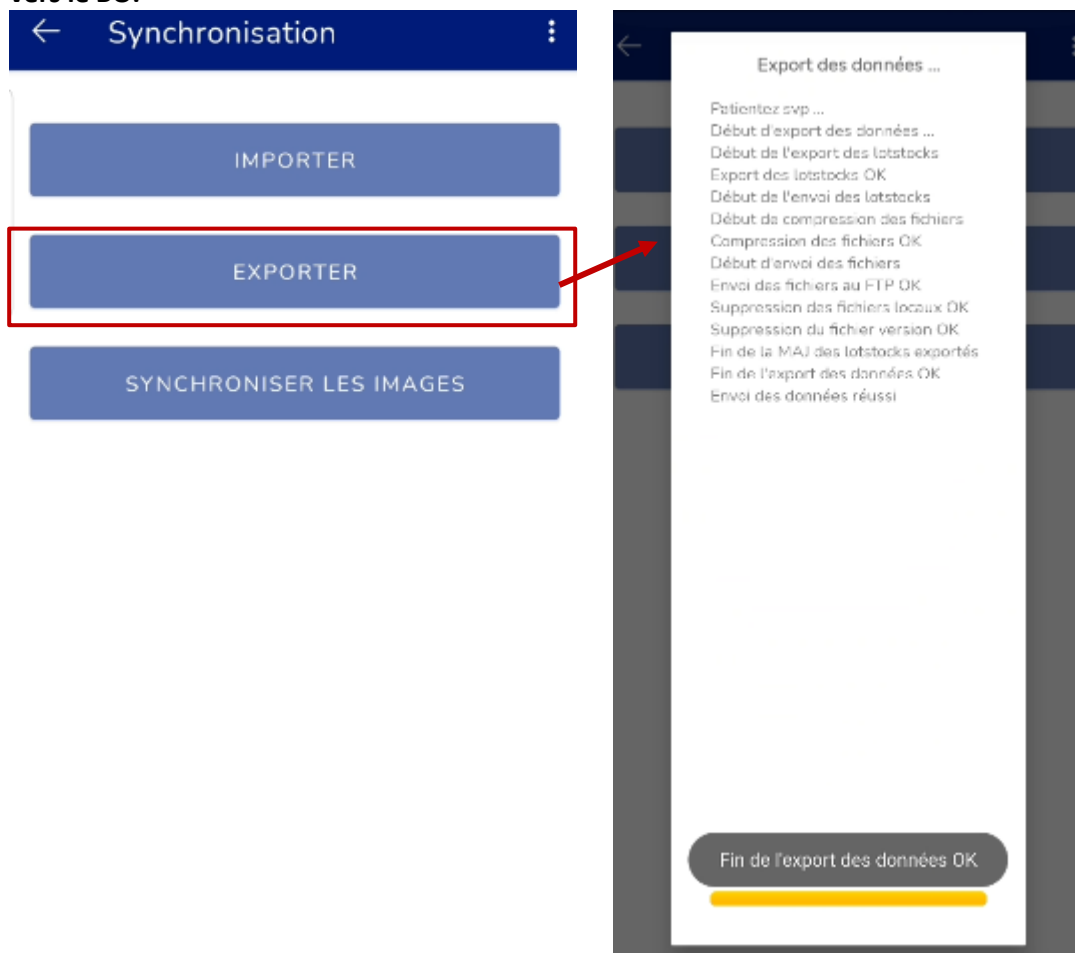 Synchronisation
IMPORTER
EXPORTER
SYNCHRONISER LES IMAGES
Export des données ...
Patientez svp ...
Début d'export des données ...
Début de l'export des lotstocks
Export des lotstocks OK
Début de l'envoi des lotstocks
Début de compression des fichiers
Compression des fichiers OK
Début d'envoi des fichiers
Envoi des fichiers au FTP OK
Suppression des fichiers locaux OK
Suppression du fichier version OK
Fin de la MAJ des lotstocks exportés
Fin de l'export des données OK
Envoi des données réussi
Fin de l'export des données OK